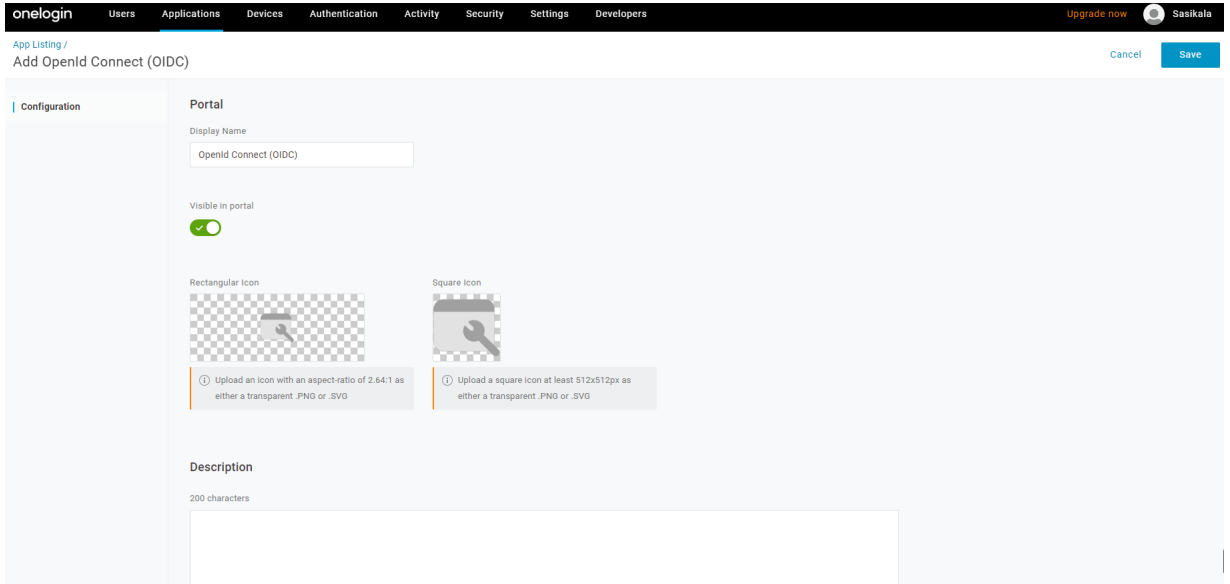 onelogin Users Applications Devices Authentication Activity Security Settings Developers Upgrade now Sasikala
App Listing /
Add OpenId Connect (OIDC)
Cancel Save
Configuration
Portal
Display Name
OpenId Connect (OIDC)
Visible in portal
Rectangular Icon
Square Icon
Upload an icon with an aspect-ratio of 2.64:1 as
either a transparent .PNG or .SVG
Upload a square icon at least 512x512px as
either a transparent .PNG or .SVG
Description
200 characters